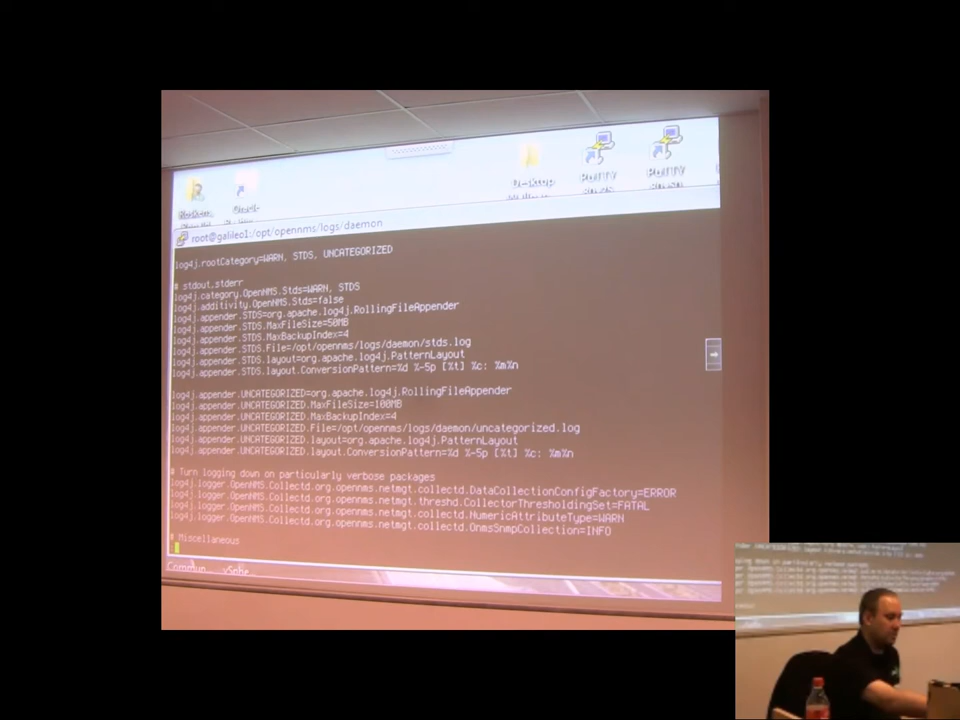 Desktop
PuTTY
PuTTY
root@galileo1:/opt/opennms/logs/daemon
log4j.rootCategory=WARN, STDS, UNCATEGORIZED
# stdout,stderr
log4j.category.OpenNMS.Stds=WARN, STDS
log4j.additivity.OpenNMS.Stds=false
log4j.appender.STDS=org.apache.log4j.RollingFileAppender
log4j.appender.STDS.MaxFileSize=50MB
log4j.appender.STDS.MaxBackupIndex=4
log4j.appender.STDS.File=/opt/opennms/logs/daemon/stds.log
log4j.appender.STDS.layout=org.apache.log4j.PatternLayout
log4j.appender.STDS.layout.ConversionPattern=%d %-5p [%t] %c: %m%n
log4j.appender.UNCATEGORIZED=org.apache.log4j.RollingFileAppender
log4j.appender.UNCATEGORIZED.MaxFileSize=100MB
log4j.appender.UNCATEGORIZED.MaxBackupIndex=4
log4j.appender.UNCATEGORIZED.File=/opt/opennms/logs/daemon/uncategorized.log
log4j.appender.UNCATEGORIZED.layout=org.apache.log4j.PatternLayout
log4j.appender.UNCATEGORIZED.layout.ConversionPattern=%d %-5p [%t] %c: %m%n
# Turn logging down on particularly verbose packages
log4j.logger.OpenNMS.Collectd.org.opennms.netmgt.collectd.DataCollectionConfigFactory=ERROR
log4j.logger.OpenNMS.Collectd.org.opennms.netmgt.threshd.CollectorThresholdingSet=FATAL
log4j.logger.OpenNMS.Collectd.org.opennms.netmgt.collectd.NumericAttributeType=WARN
log4j.logger.OpenNMS.Collectd.org.opennms.netmgt.collectd.OnmsSnmpCollection=INFO
# Miscellaneous